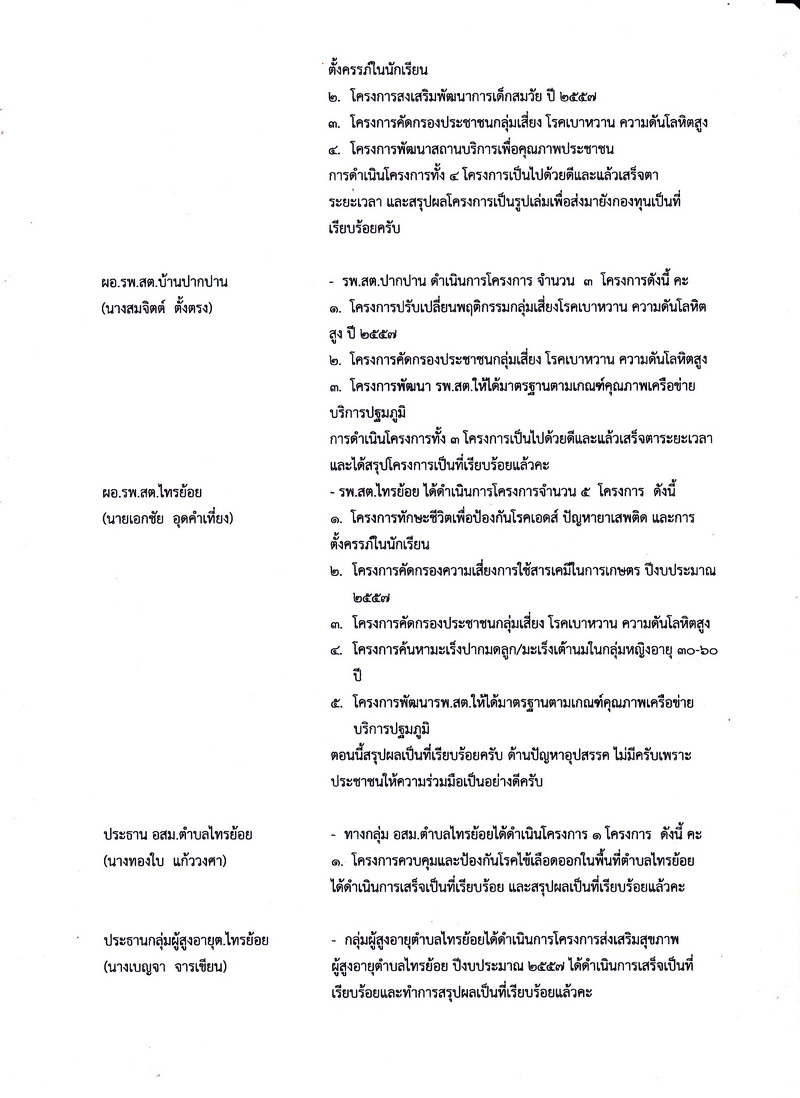 ตั้งครรภ์ในนักเรียน
๒. โครงการสงเสริมพัฒนาการเด็กสมวัย ปี ๒๕๕๗
๓. โครงการคัดกรองประชาชนกลุ่มเสี่ยง โรคเบาหวาน ความดันโลหิตสูง
๔. โครงการพัฒนาสถานบริการเพื่อคุณภาพประชาชน
การดำเนินโครงการทั้ง ๔ โครงการเป็นไปด้วยดีและแล้วเสร็จตา
ระยะเวลา และสรุปผลโครงการเป็นรูปเล่มเพื่อส่งมายังกองทุนเป็นที่
เรียบร้อยครับ
ผอ.รพ.สต.บ้านปากปาน - รพ.สต.ปากปาน ดำเนินการโครงการ จำนวน ๓ โครงการดังนี้ คะ
(นางสมจิตต์ ตั้งตรง) ๑. โครงการปรับเปลี่ยนพฤติกรรมกลุ่มเสี่ยงโรคเบาหวาน ความดันโลหิต
สูง ปี ๒๕๕๗
๒. โครงการคัดกรองประชาชนกลุ่มเสี่ยง โรคเบาหวาน ความดันโลหิตสูง
๓. โครงการพัฒนา รพ.สต.ให้ได้มาตรฐานตามเกณฑ์คุณภาพเครือข่าย
บริการปฐมภูมิ
การดำเนินโครงการทั้ง ๓ โครงการเป็นไปด้วยดีและแล้วเสร็จตาระยะเวลา
และได้สรุปโครงการเป็นที่เรียบร้อยแล้วคะ
ผอ.รพ.สต.ไทรย้อย - รพ.สต.ไทรย้อย ได้ดำเนินการโครงการจำนวน ๕ โครงการ ดังนี้
(นายเอกชัย อุดคำเที่ยง) ๑. โครงการทักษะชีวิตเพื่อป้องกันโรคเอดส์ ปัญหายาเสพติด และการ
ตั้งครรภ์ในนักเรียน
๒. โครงการคัดกรองความเสี่ยงการใช้สารเคมีในการเกษตร ปีงบประมาณ
๒๕๕๗
๓. โครงการคัดกรองประชาชนกลุ่มเสี่ยง โรคเบาหวาน ความดันโลหิตสูง
๔. โครงการค้นหามะเร็งปากมดลูก/มะเร็งเต้านมในกลุ่มหญิงอายุ ๓๐-๖๐
ปี
๕. โครงการพัฒนารพ.สต.ให้ได้มาตรฐานตามเกณฑ์คุณภาพเครือข่าย
บริการปฐมภูมิ
ตอนนี้สรุปผลเป็นที่เรียบร้อยครับ ด้านปัญหาอุปสรรค ไม่มีครับเพราะ
ประชาชนให้ความร่วมมือเป็นอย่างดีครับ
ประธาน อสม.ตำบลไทรย้อย - ทางกลุ่ม อสม.ตำบลไทรย้อยได้ดำเนินโครงการ ๑ โครงการ ดังนี้ คะ
(นางทองใบ แก้ววงศา) ๑. โครงการควบคุมและป้องกันโรคไข้เลือดออกในพื้นที่ตำบลไทรย้อย
ได้ดำเนินการเสร็จเป็นที่เรียบร้อย และสรุปผลเป็นที่เรียบร้อยแล้วคะ
ประธานกลุ่มผู้สูงอายุต.ไทรย้อย - กลุ่มผู้สูงอายุตำบลไทรย้อยได้ดำเนินการโครงการส่งเสริมสุขภาพ
(นางเบญจา จารเขียน) ผู้สูงอายุตำบลไทรย้อย ปีงบประมาณ ๒๕๕๗ ได้ดำเนินการเสร็จเป็นที่
เรียบร้อยและทำการสรุปผลเป็นที่เรียบร้อยแล้วคะ